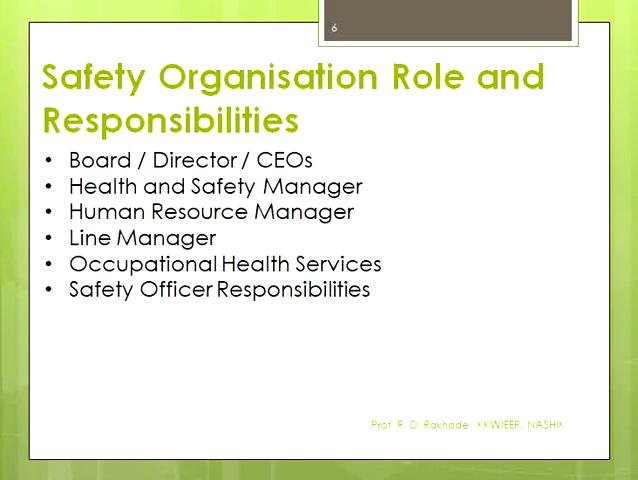 6
Safety Organisation Role and
Responsibilities
• Board / Director / CEOs
• Health and Safety Manager
• Human Resource Manager
• Line Manager
• Occupational Health Services
• Safety Officer Responsibilities
Prof. R. D. Rakhade. KKWIEER, NASHIK